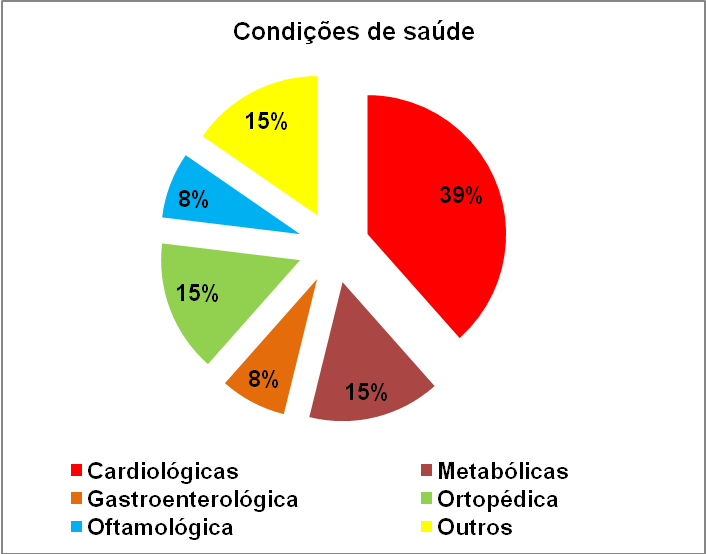 Condições de saúde
15%
39%
8%
15%
8%
15%
Cardiológicas
Metabólicas
Gastroenterológica
Ortopédica
Oftamológica
Outros